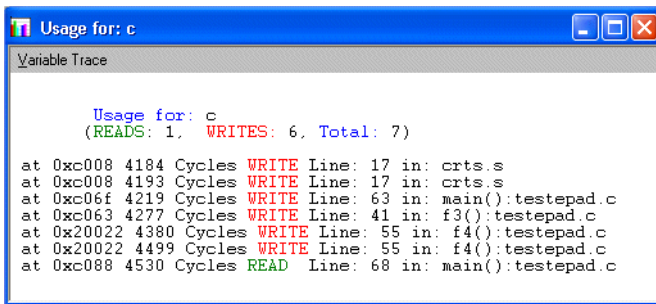 Usage for: c
Variable Trace
Usage for: c
(READS: 1, WRITES: 6, Total: 7)
at 0xc008 4184 Cycles WRITE Line: 17 in: crts.s
at 0xc008 4193 Cycles WRITE Line: 17 in: crts.s
at 0xc06f 4219 Cycles WRITE Line: 63 in: main():testepad.c
at 0xc063 4277 Cycles WRITE Line: 41 in: f3():testepad.c
at 0x20022 4380 Cycles WRITE Line: 55 in: f4():testepad.c
at 0x20022 4499 Cycles WRITE Line: 55 in: f4():testepad.c
at 0xc088 4530 Cycles READ Line: 68 in: main():testepad.c